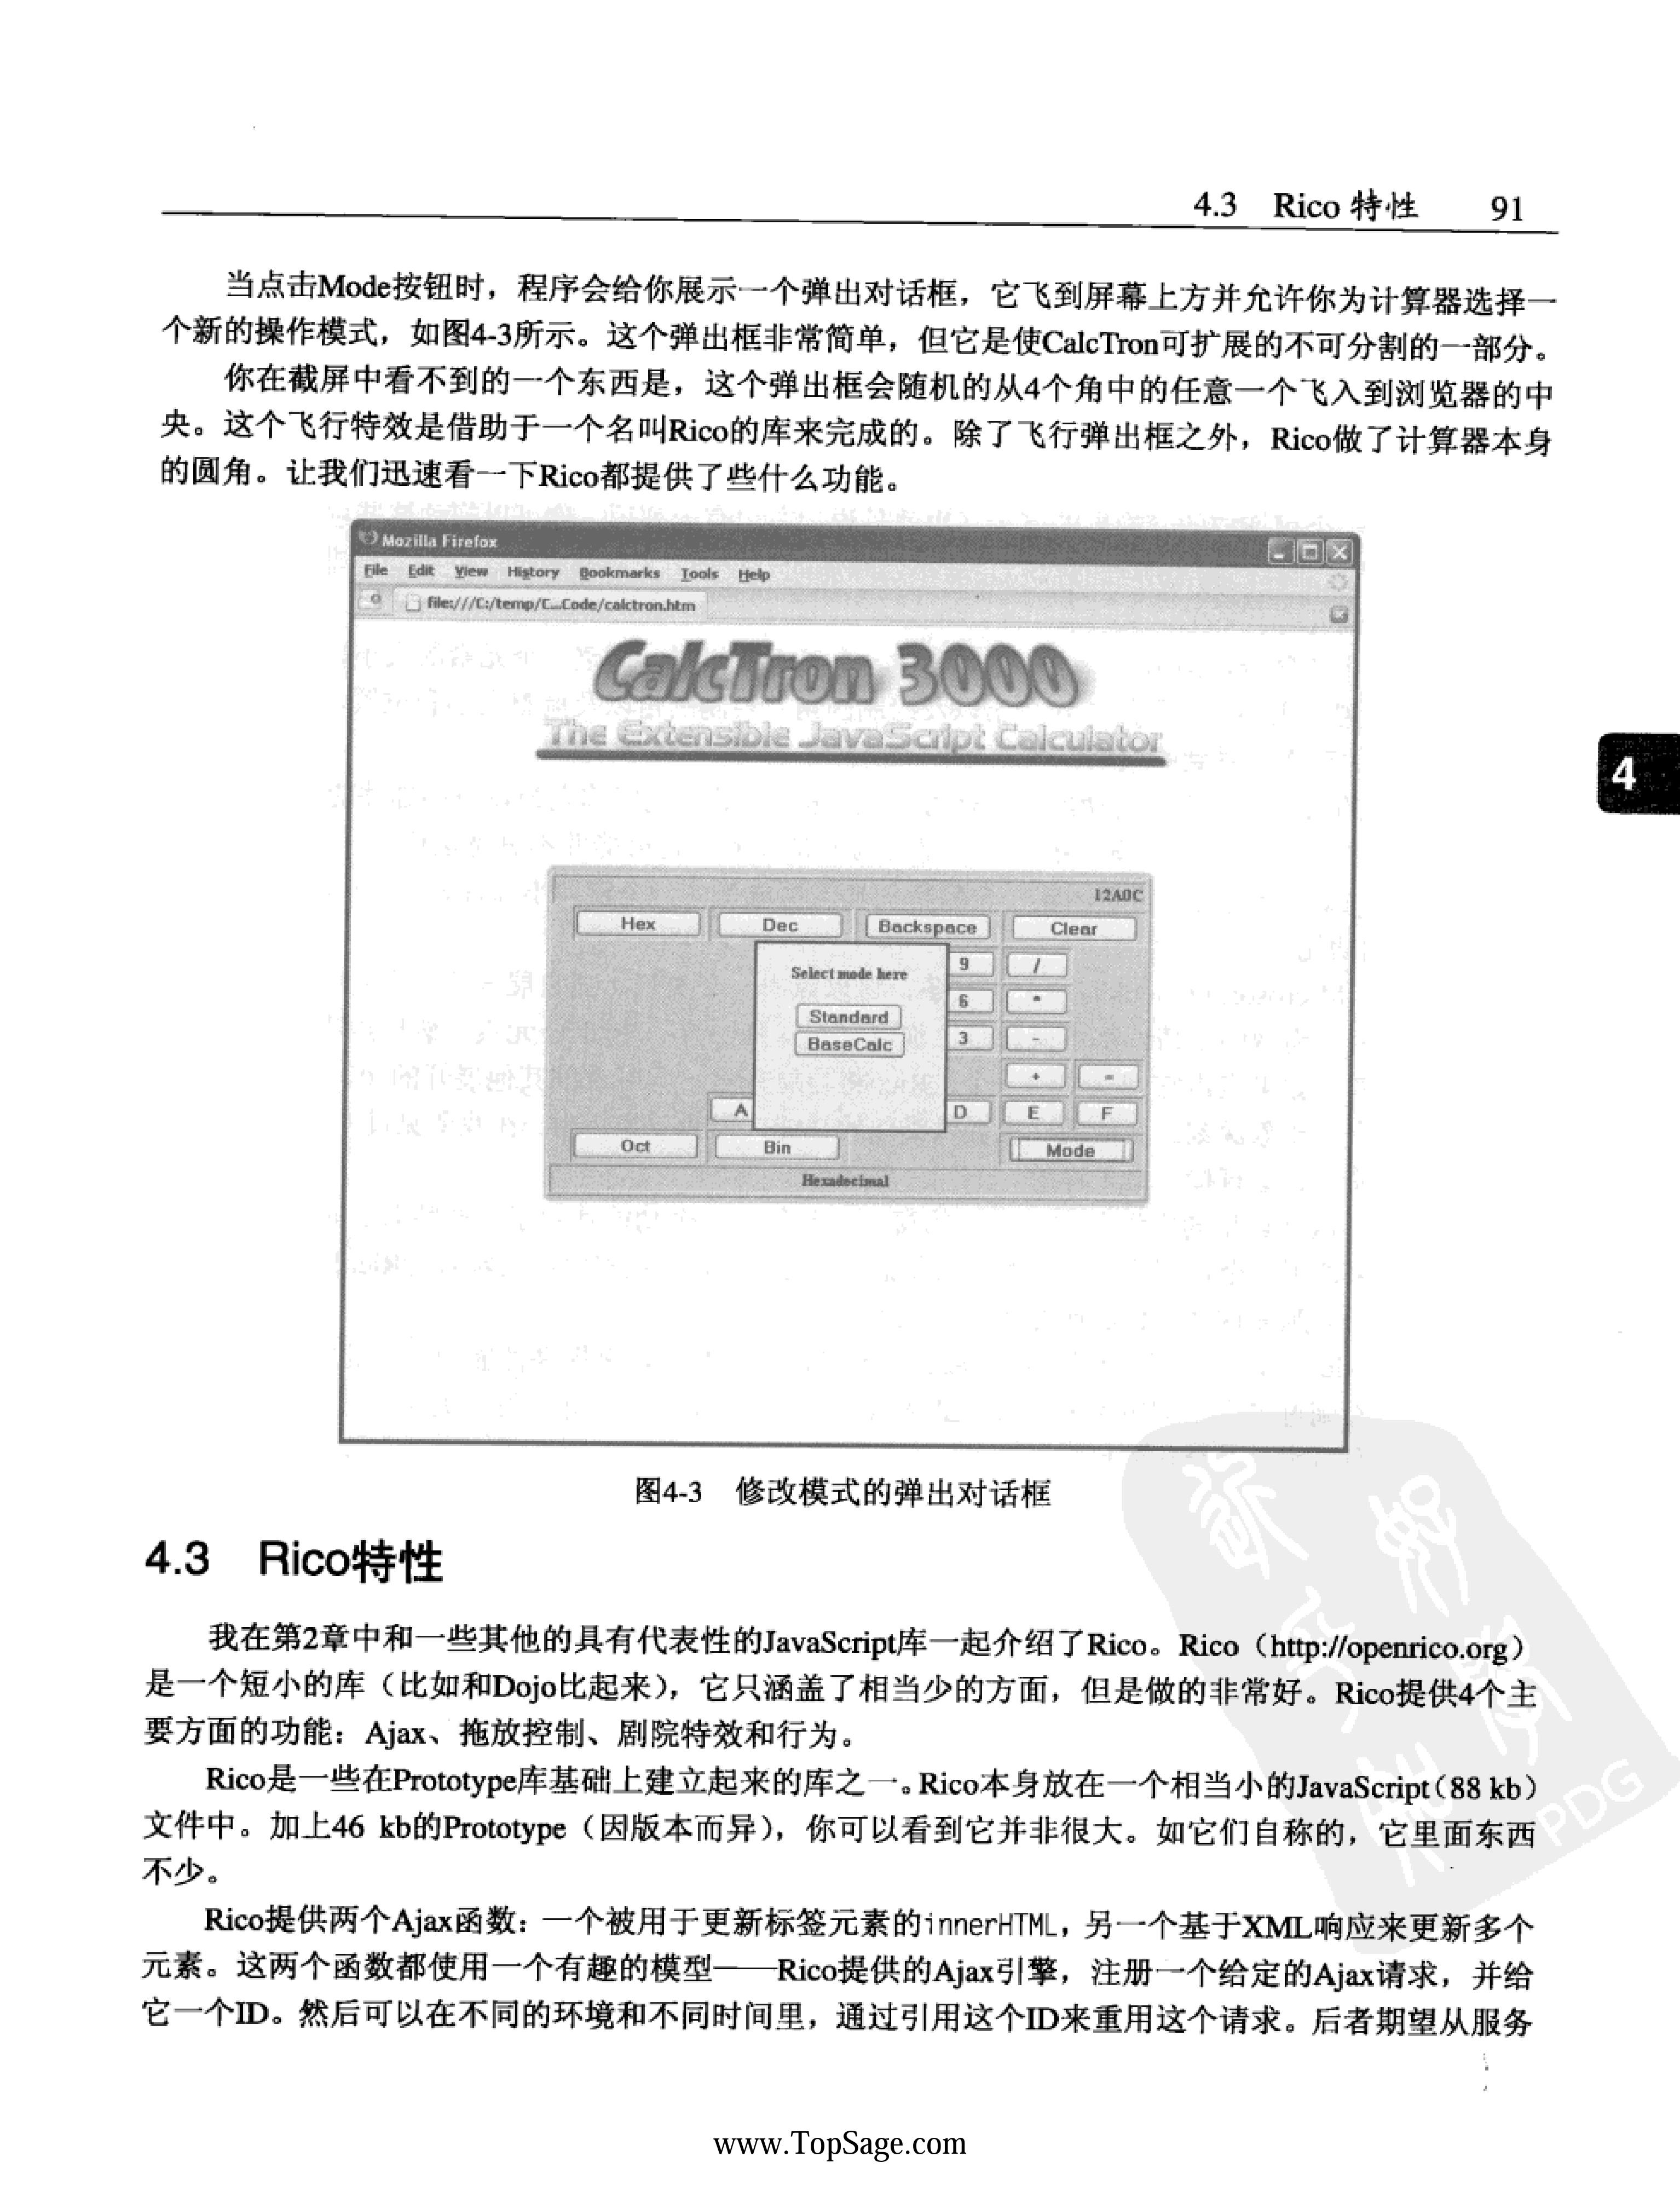 4.3 Rico 特性 91
当点击Mode按钮时，程序会给你展示一个弹出对话框，它飞到屏幕上方并允许你为计算器选择一
个新的操作模式，如图4-3所示。这个弹出框非常简单，但它是使CalcTron可扩展的不可分割的一部分。
你在截屏中看不到的一个东西是，这个弹出框会随机的从4个角中的任意一个飞入到浏览器的中
央。这个飞行特效是借助于一个名叫Rico的库来完成的。除了飞行弹出框之外，Rico做了计算器本身
的圆角。让我们迅速看一下Rico都提供了些什么功能。
Mozilla Firefox
File Edit View History Bookmarks Tools Help
file:///C:/temp/C...Code/calctron.htm
CalcTron 3000
The Extensible JavaScript Calculator
4
12A0C
Hex Dec Backspace Clear
Select mode here
9 /
6 *
Standard
3 -
BaseCalc
+ =
A D E F
Oct Bin Mode
Hexadecimal
图4-3 修改模式的弹出对话框
4.3 Rico特性
我在第2章中和一些其他的具有代表性的JavaScript库一起介绍了Rico。Rico（http://openrico.org）
是一个短小的库（比如和Dojo比起来），它只涵盖了相当少的方面，但是做的非常好。Rico提供4个主
要方面的功能：Ajax、拖放控制、剧院特效和行为。
Rico是一些在Prototype库基础上建立起来的库之一。Rico本身放在一个相当小的JavaScript（88 kb）
文件中。加上46 kb的Prototype（因版本而异），你可以看到它并非很大。如它们自称的，它里面东西
不少。
Rico提供两个Ajax函数：一个被用于更新标签元素的innerHTML，另一个基于XML响应来更新多个
元素。这两个函数都使用一个有趣的模型——Rico提供的Ajax引擎，注册一个给定的Ajax请求，并给
它一个ID。然后可以在不同的环境和不同时间里，通过引用这个ID来重用这个请求。后者期望从服务
PDG
www.TopSage.com